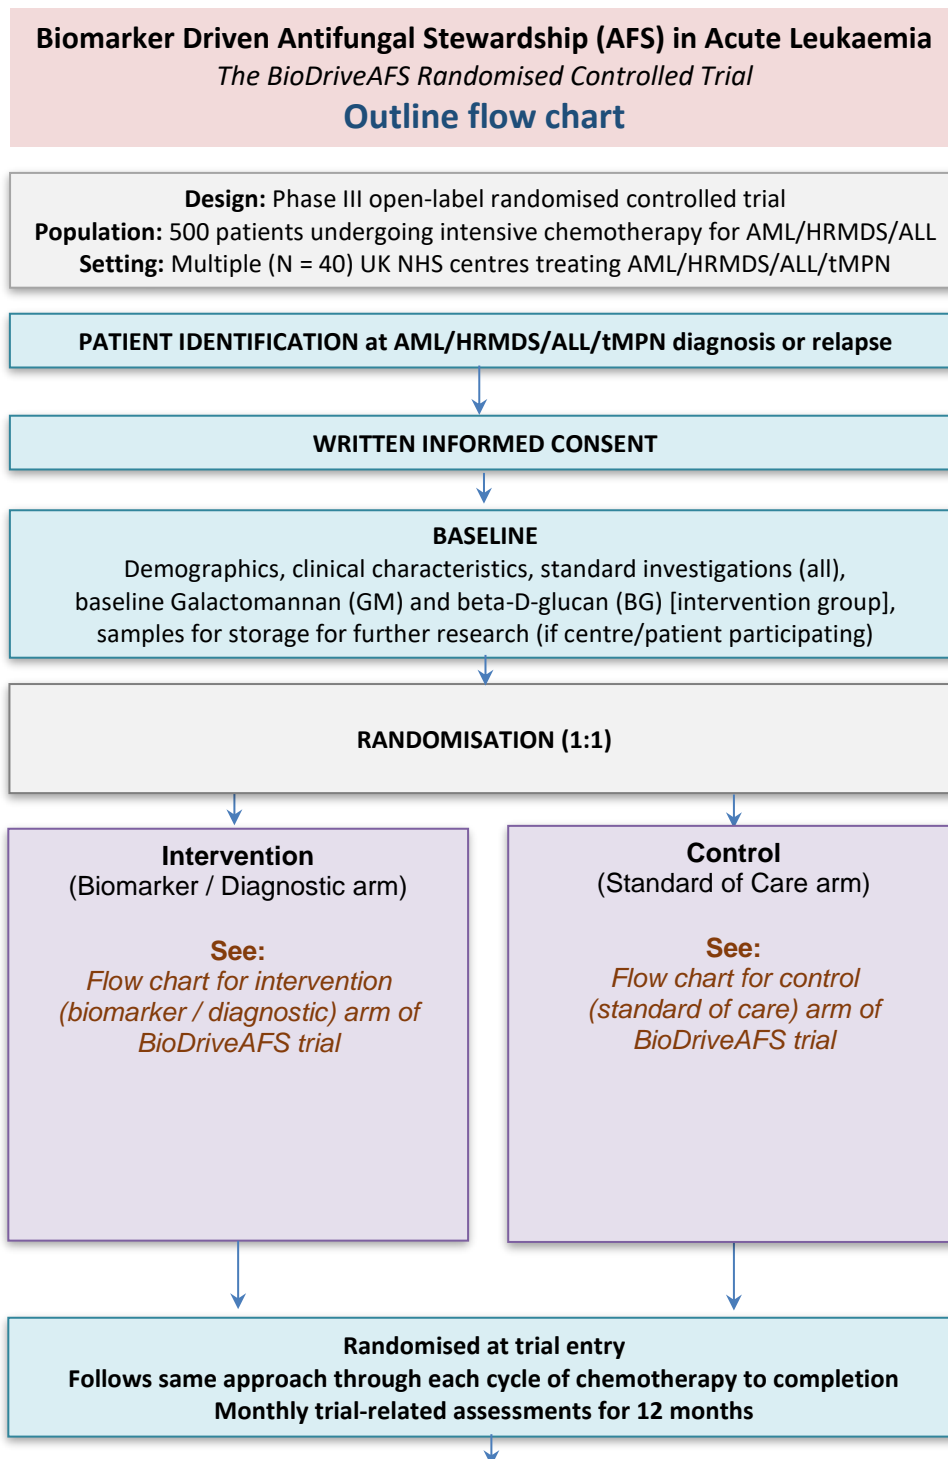 Biomarker Driven Antifungal Stewardship (AFS) in Acute Leukaemia
The BioDriveAFS Randomised Controlled Trial
Outline flow chart
Design: Phase III open-label randomised controlled trial
Population: 500 patients undergoing intensive chemotherapy for AML/HRMDS/ALL
Setting: Multiple (N = 40) UK NHS centres treating AML/HRMDS/ALL/tMPN
PATIENT IDENTIFICATION at AML/HRMDS/ALL/tMPN diagnosis or relapse
WRITTEN INFORMED CONSENT
BASELINE
Demographics, clinical characteristics, standard investigations (all),
baseline Galactomannan (GM) and beta-D-glucan (BG) [intervention group],
samples for storage for further research (if centre/patient participating)
RANDOMISATION (1:1)
Intervention
(Biomarker / Diagnostic arm)
See:
Flow chart for intervention
(biomarker / diagnostic) arm of
BioDriveAFS trial
Control
(Standard of Care arm)
See:
Flow chart for control
(standard of care) arm of
BioDriveAFS trial
Randomised at trial entry
Follows same approach through each cycle of chemotherapy to completion
Monthly trial-related assessments for 12 months